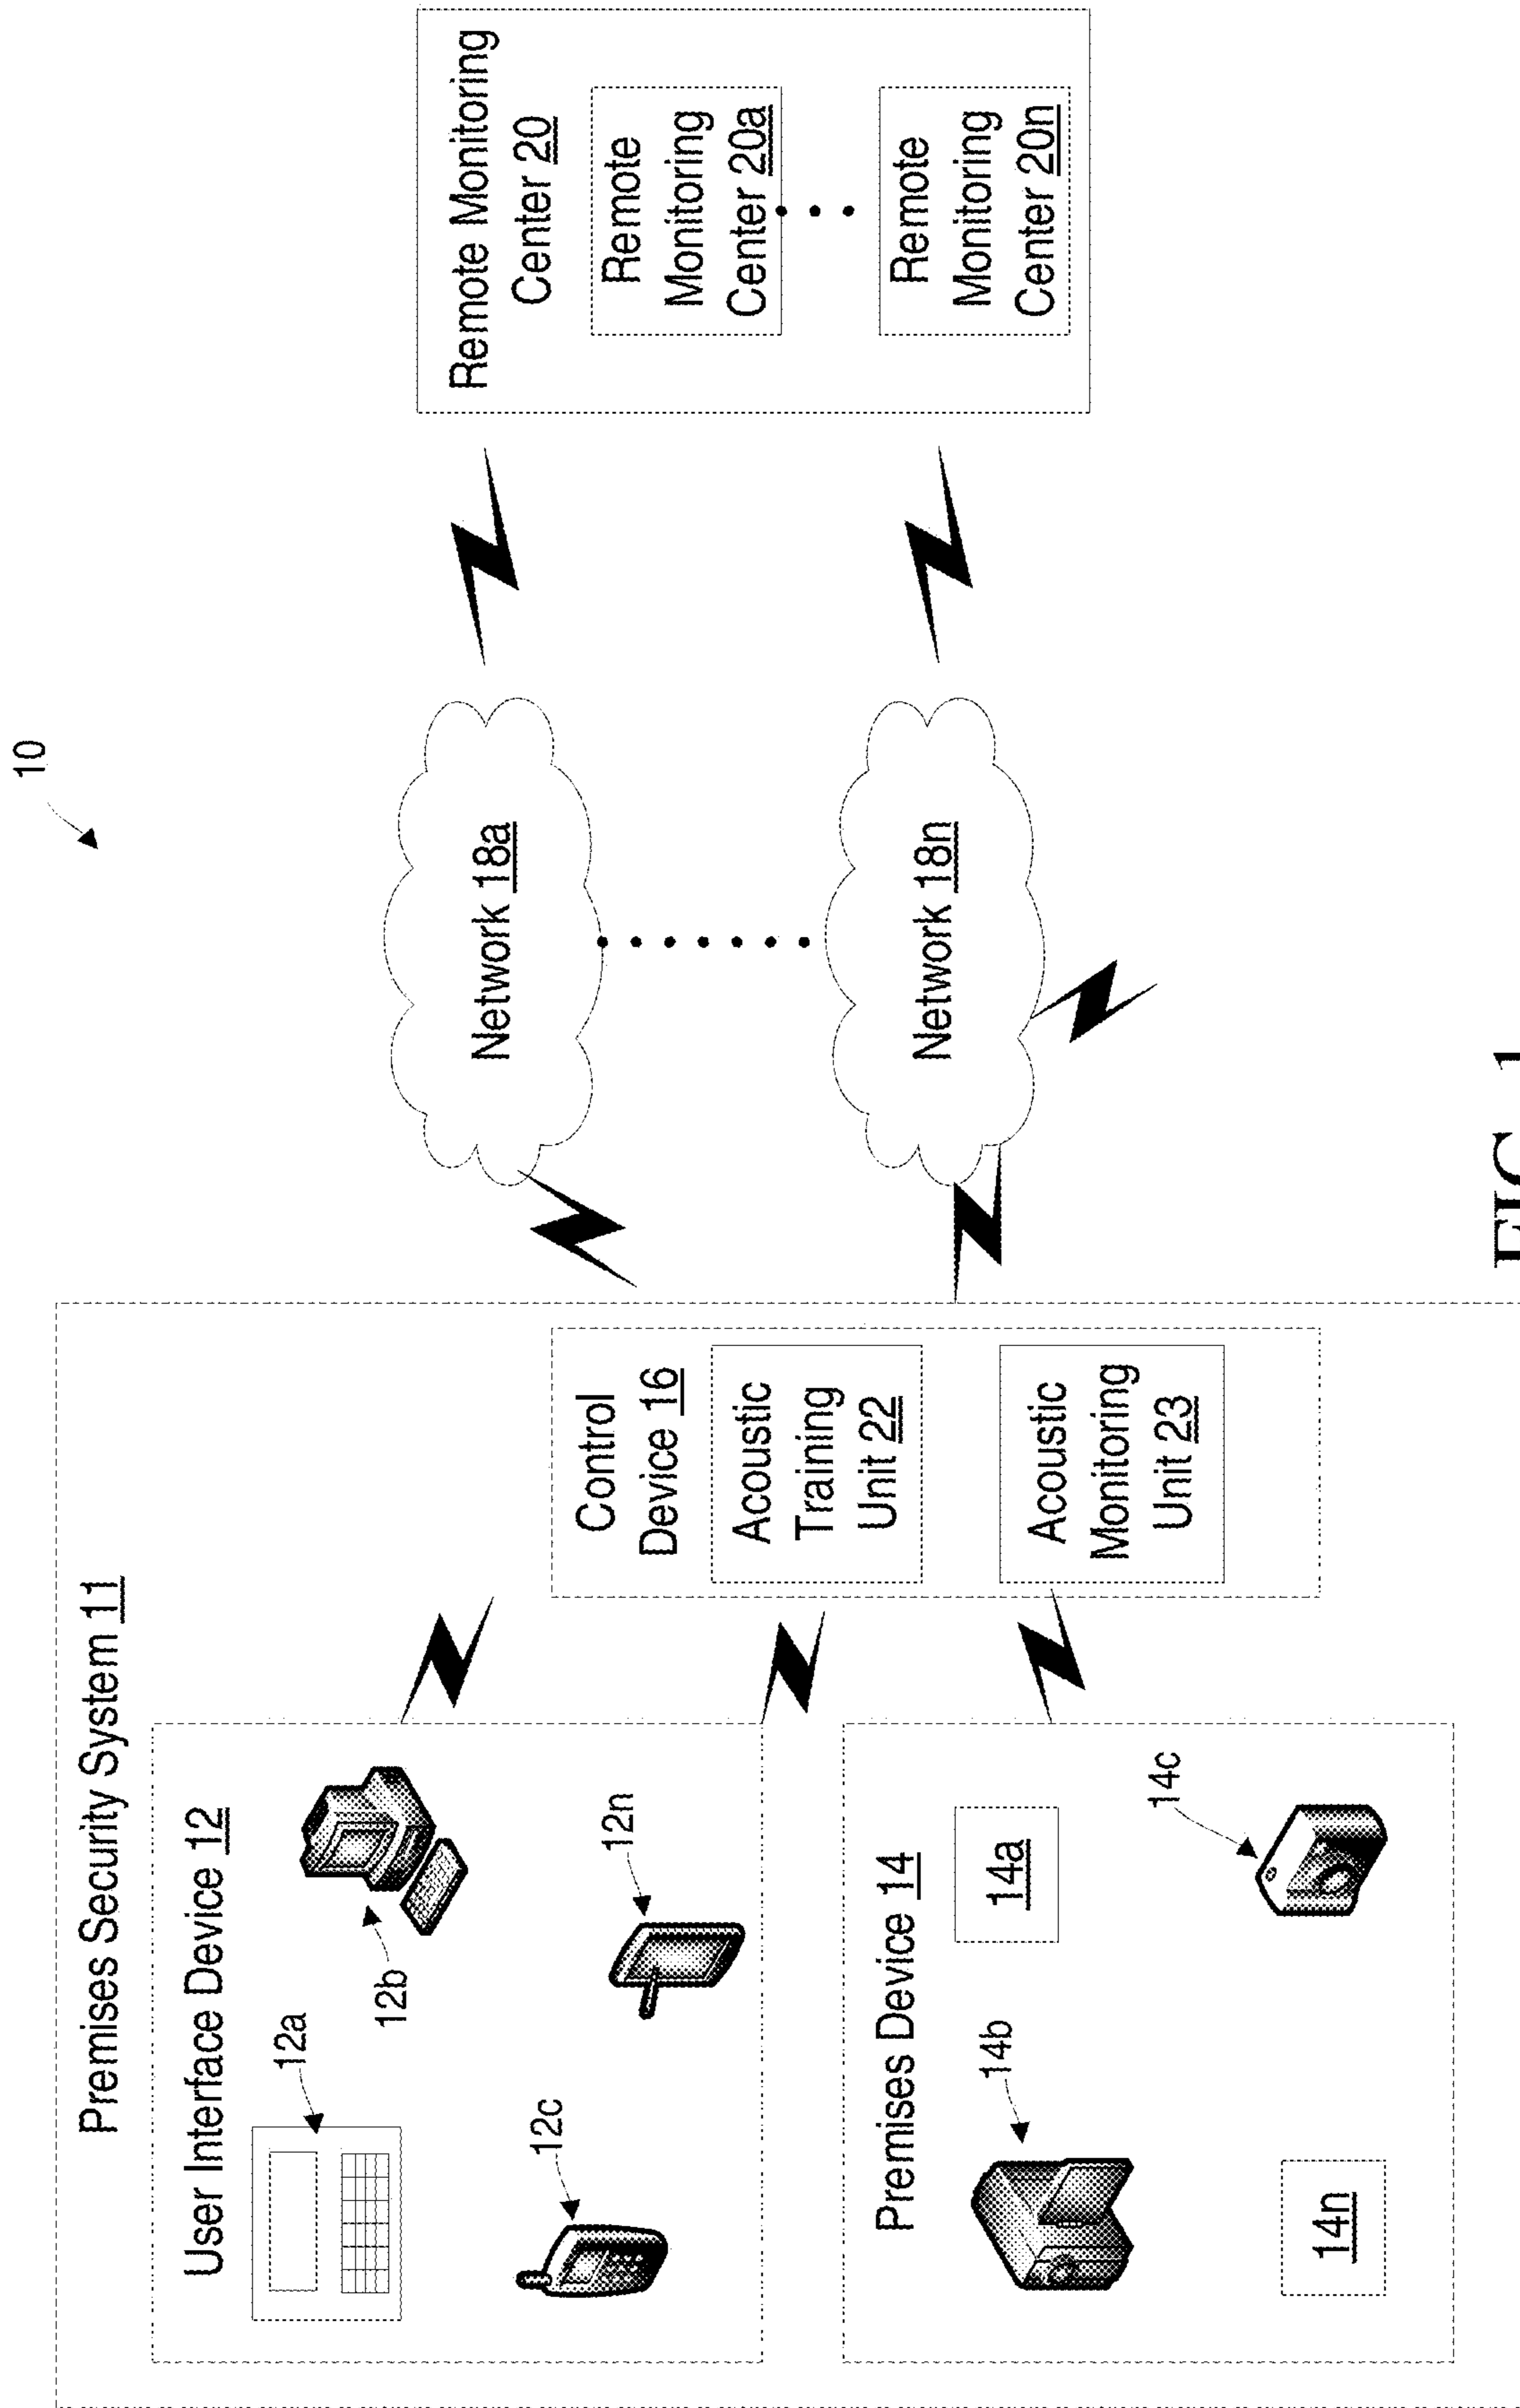 10
Premises Security System 11
User Interface Device 12
12a
12b
12c
12n
Premises Device 14
14a
14b
14c
14n
Control
Device 16
Acoustic
Training
Unit 22
Acoustic
Monitoring
Unit 23
Network 18a
Network 18n
Remote Monitoring
Center 20
Remote
Monitoring
Center 20a
Remote
Monitoring
Center 20n
FIG. 1